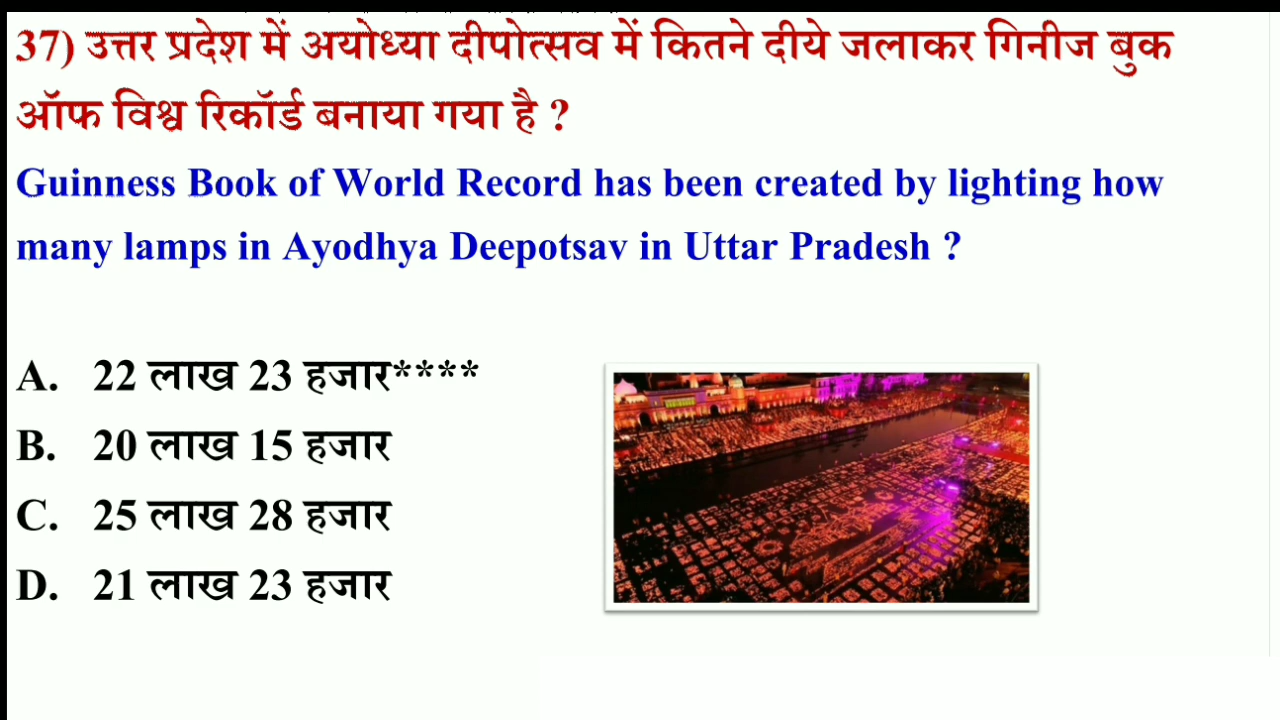 37) उत्तर प्रदेश में अयोध्या दीपोत्सव में कितने दीये जलाकर गिनीज बुक
ऑफ विश्व रिकॉर्ड बनाया गया है ?
Guinness Book of World Record has been created by lighting how
many lamps in Ayodhya Deepotsav in Uttar Pradesh ?
A. 22 लाख 23 हजार****
B. 20 लाख 15 हजार
C. 25 लाख 28 हजार
D. 21 लाख 23 हजार